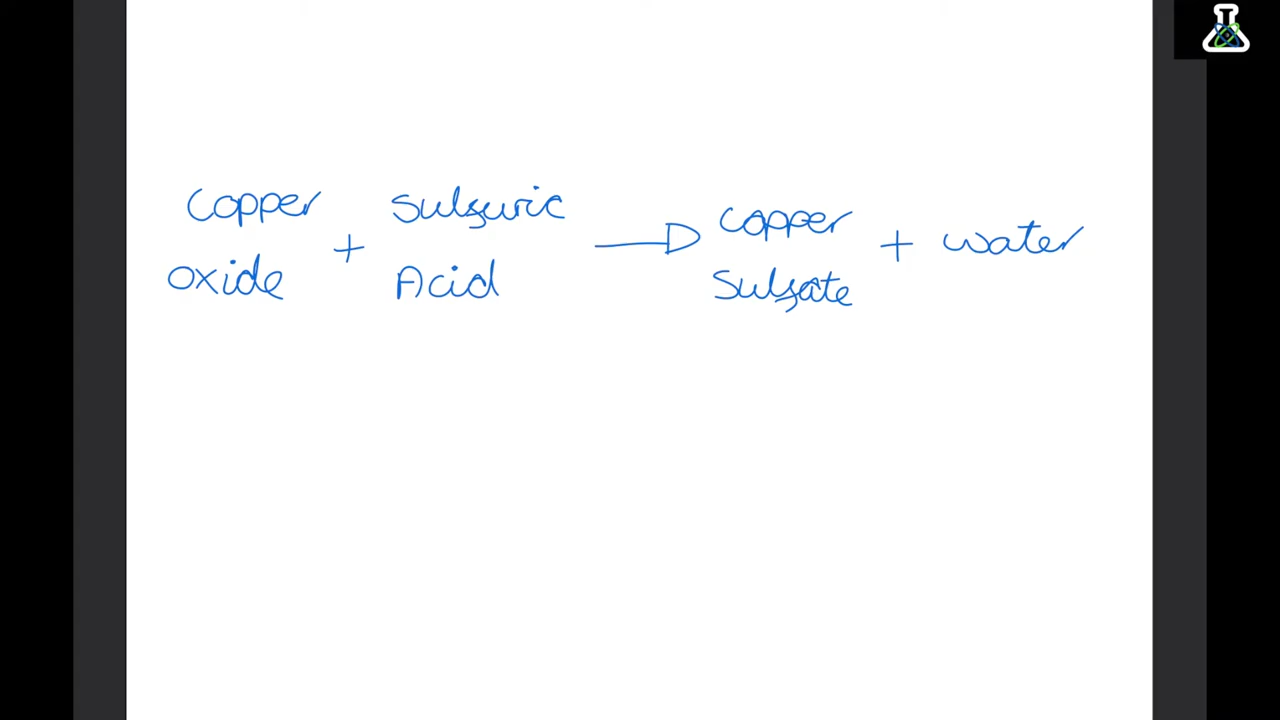 Copper + Sulfuric → Copper + water
oxide Acid Sulfate